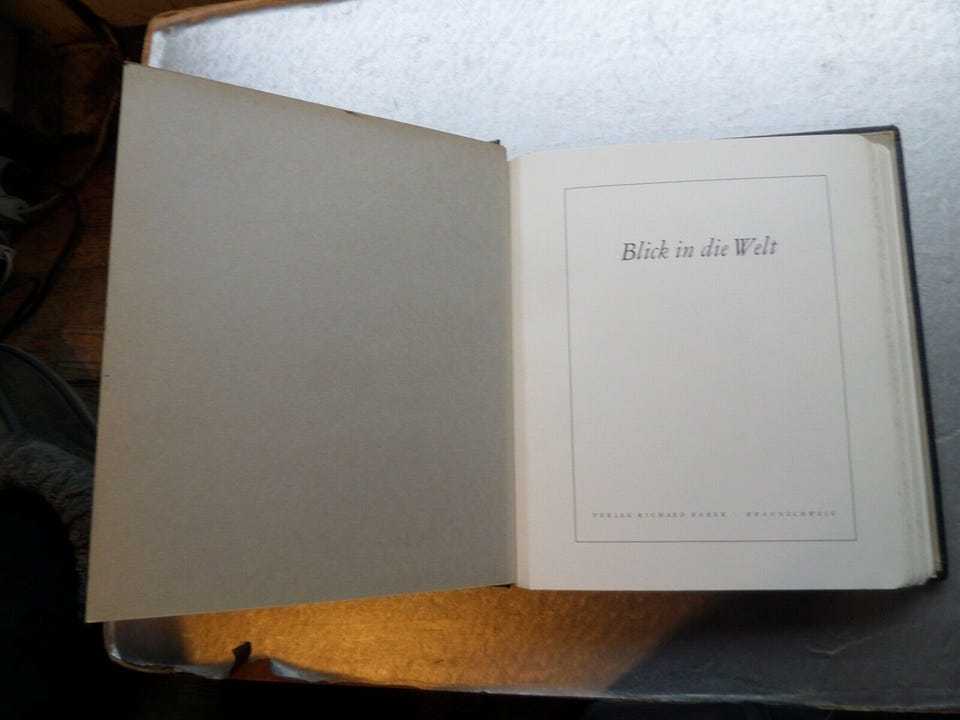 Blick in die Welt
VERLAG RICHARD BOREK · BRAUNSCHWEIG